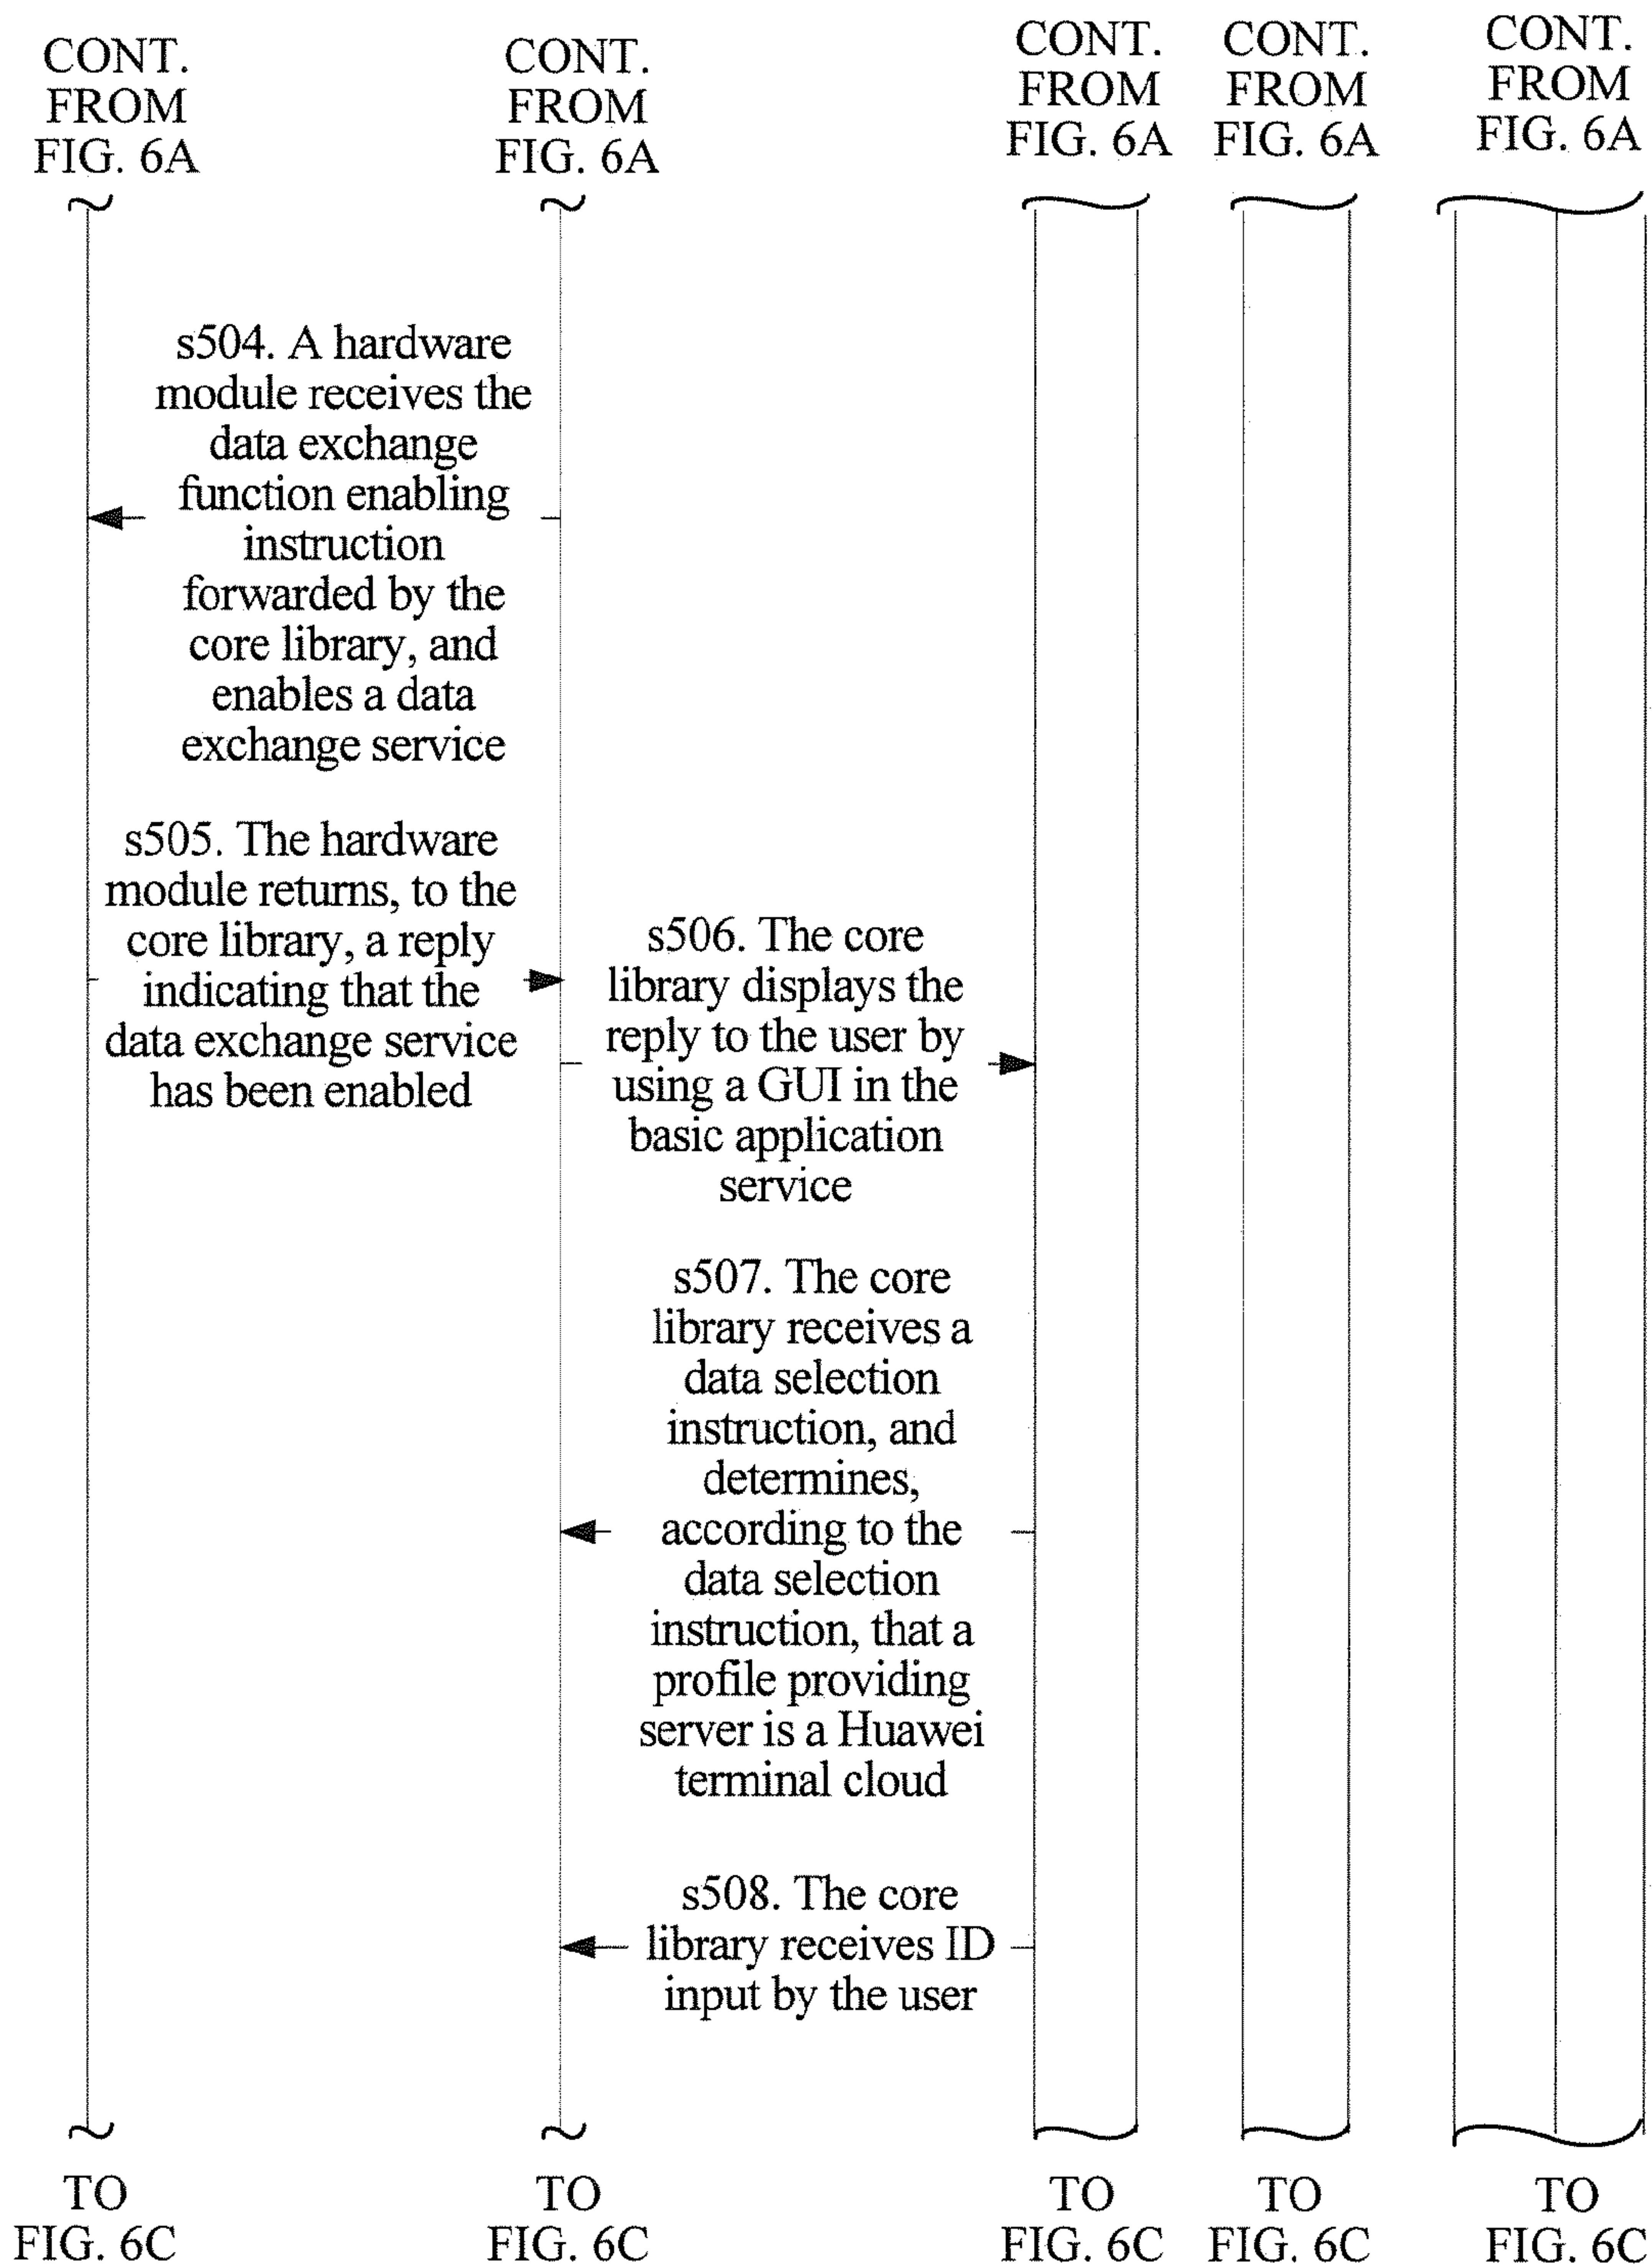 CONT.
FROM
FIG. 6A
CONT.
FROM
FIG. 6A
CONT.
FROM
FIG. 6A
CONT.
FROM
FIG. 6A
CONT.
FROM
FIG. 6A
s504. A hardware
module receives the
data exchange
function enabling
instruction
forwarded by the
core library, and
enables a data
exchange service
s505. The hardware
module returns, to the
core library, a reply
indicating that the
data exchange service
has been enabled
s506. The core
library displays the
reply to the user by
using a GUI in the
basic application
service
s507. The core
library receives a
data selection
instruction, and
determines,
according to the
data selection
instruction, that a
profile providing
server is a Huawei
terminal cloud
s508. The core
library receives ID
input by the user
TO
FIG. 6C
TO
FIG. 6C
TO
FIG. 6C
TO
FIG. 6C
TO
FIG. 6C